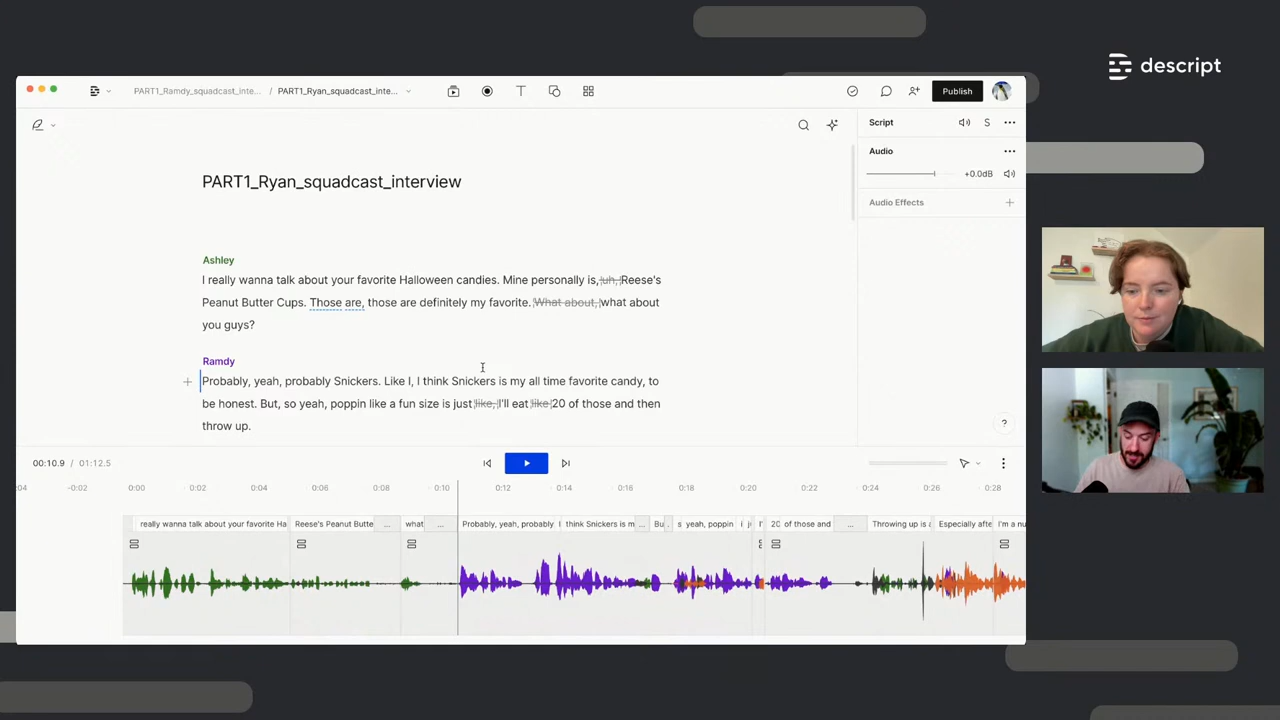 descript
PART1_Ramdy_squadcast_inte... / PART1_Ryan_squadcast_inte...
Publish
Script
S
Audio
+0.0dB
Audio Effects
PART1_Ryan_squadcast_interview
Ashley
I really wanna talk about your favorite Halloween candies. Mine personally is, uh, Reese's
Peanut Butter Cups. Those are, those are definitely my favorite. What about, what about
you guys?
Ramdy
Probably, yeah, probably Snickers. Like I, I think Snickers is my all time favorite candy, to
be honest. But, so yeah, poppin like a fun size is just like, I'll eat like 20 of those and then
throw up.
?
00:10.9 / 01:12.5
:04 -0:02 0:00 0:02 0:04 0:06 0:08 0:10 0:12 0:14 0:16 0:18 0:20 0:22 0:24 0:26 0:28
really wanna talk about your favorite Ha Reese's Peanut Butte ... what ... Probably, yeah, probably I think Snickers is m ... Bu s yeah, poppin i ju I' 20 of those and ... Throwing up is a Especially afte I'm a nu